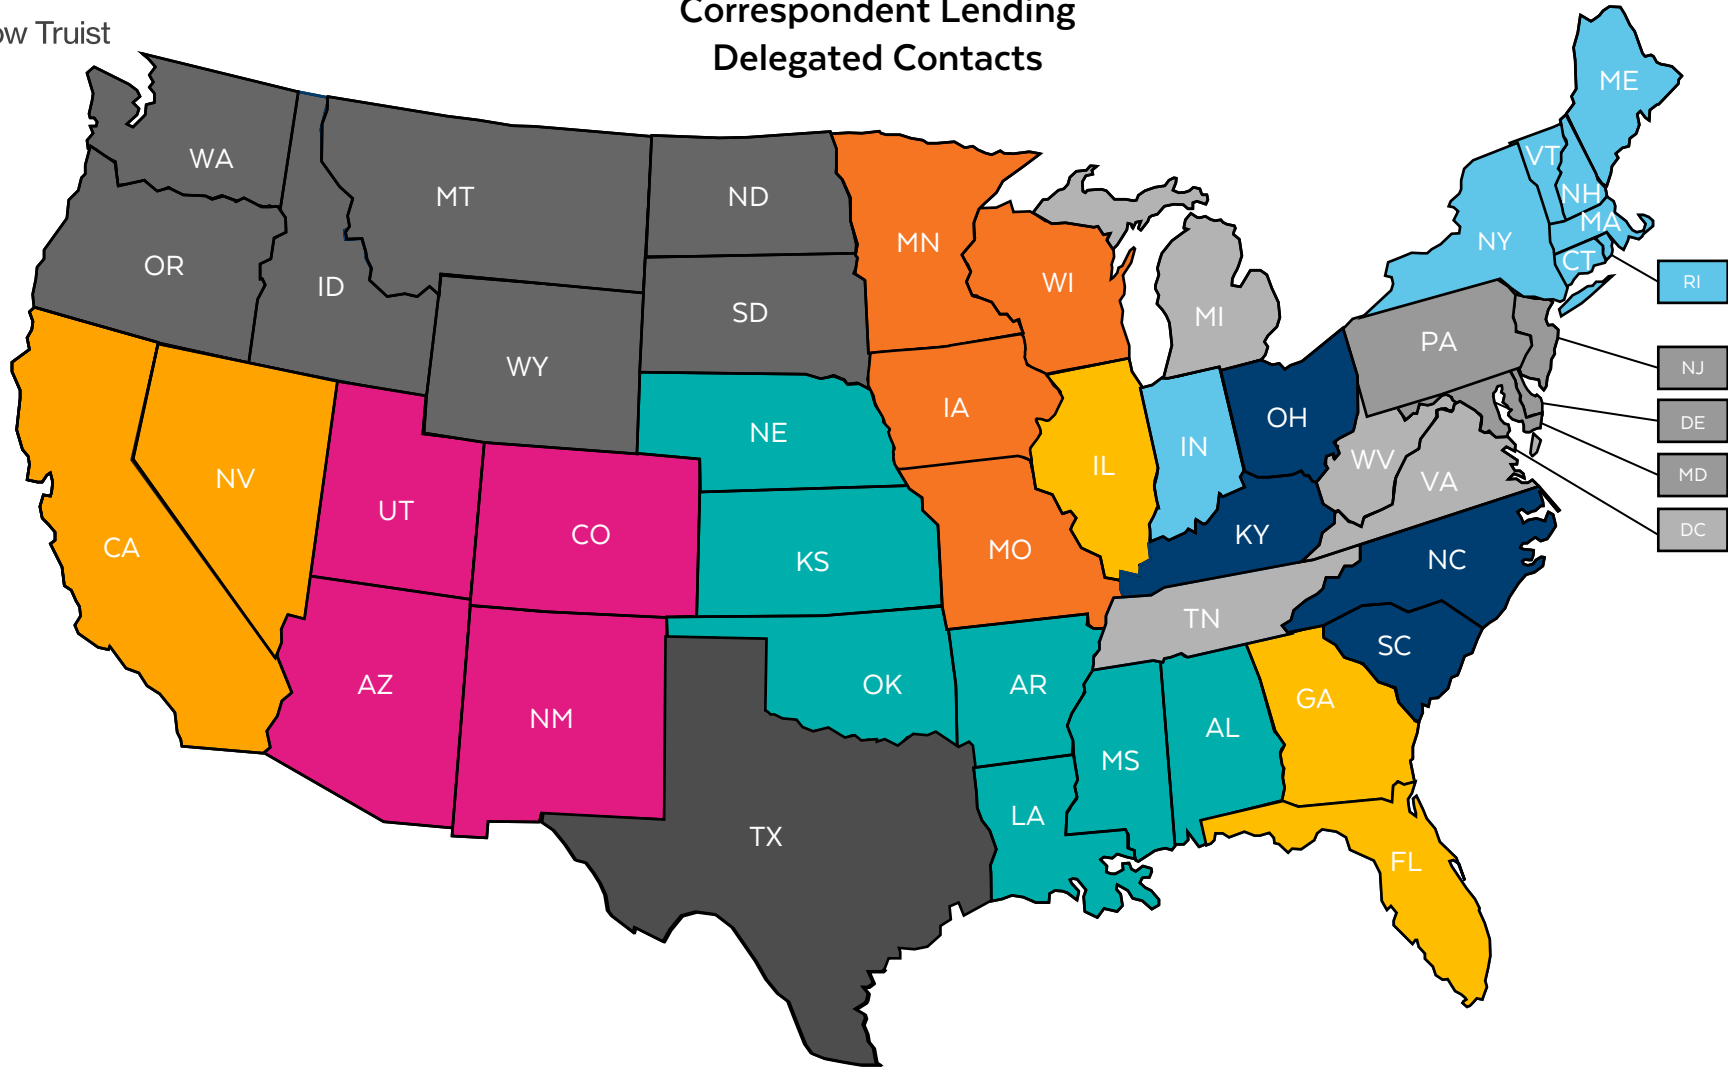 Correspondent Lending
Delegated Contacts
ow Truist
ME
WA
VT
MT
ND
NH
MA
MN
NY
OR
CT
ID
WI
RI
SD
MI
PA
WY
NJ
IA
OH
DE
NE
IN
WV
IL
NV
VA
MD
UT
CO
KY
DC
CA
MO
KS
NC
TN
SC
AZ
OK
AR
GA
NM
AL
MS
LA
TX
FL